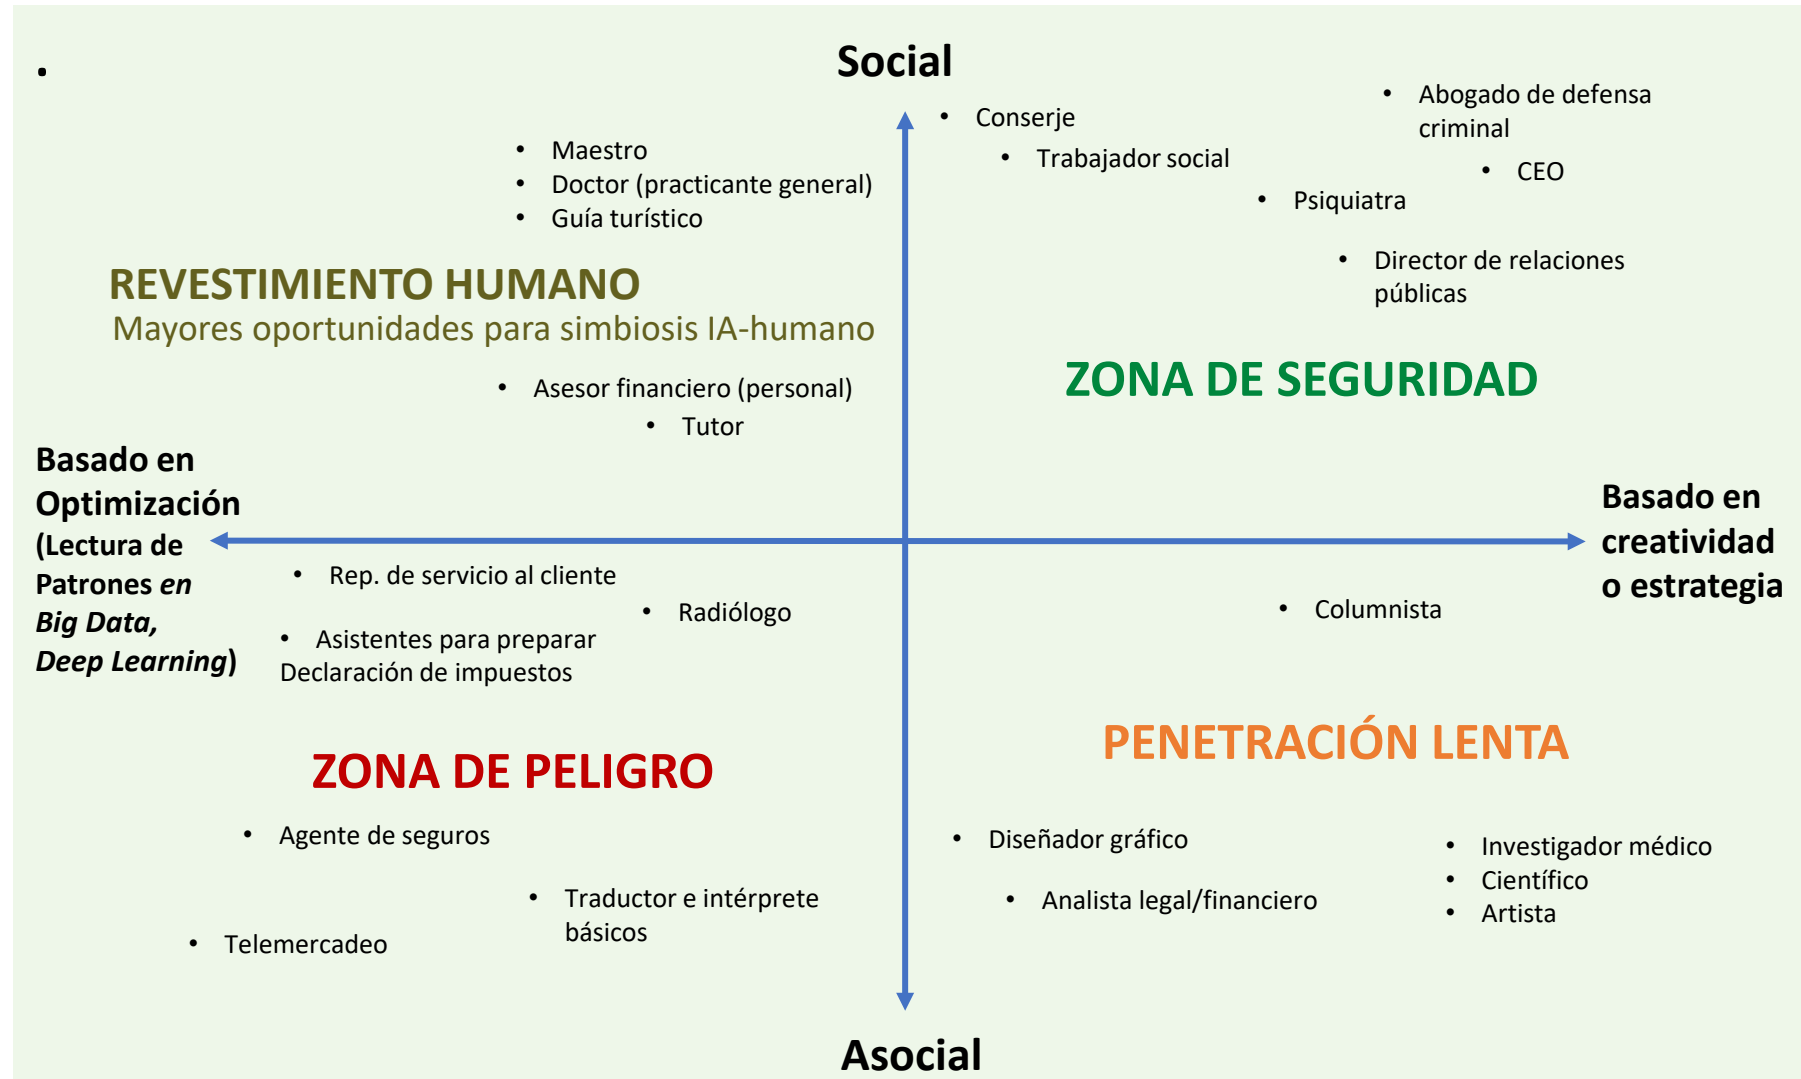 .
Social
• Conserje
• Trabajador social
• Abogado de defensa
criminal
• CEO
• Psiquiatra
• Director de relaciones
públicas
• Maestro
• Doctor (practicante general)
• Guía turístico
REVESTIMIENTO HUMANO
Mayores oportunidades para simbiosis IA-humano
• Asesor financiero (personal)
• Tutor
ZONA DE SEGURIDAD
Basado en
Optimización
(Lectura de
Patrones en
Big Data,
Deep Learning)
Basado en
creatividad
o estrategia
• Rep. de servicio al cliente
• Radiólogo
• Asistentes para preparar
Declaración de impuestos
• Columnista
ZONA DE PELIGRO
PENETRACIÓN LENTA
• Agente de seguros
• Traductor e intérprete
básicos
• Telemercadeo
• Diseñador gráfico
• Analista legal/financiero
• Investigador médico
• Científico
• Artista
Asocial